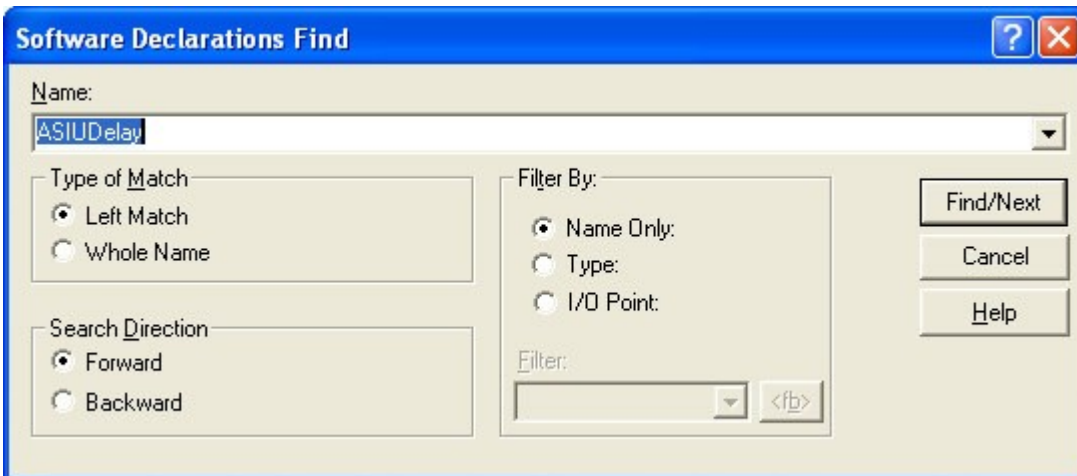 Software Declarations Find
?
Name:
ASIUDelay
Type of Match
Left Match
Whole Name
Search Direction
Forward
Backward
Filter By:
Name Only:
Type:
I/O Point:
Filter:
<fb>
Find/Next
Cancel
Help